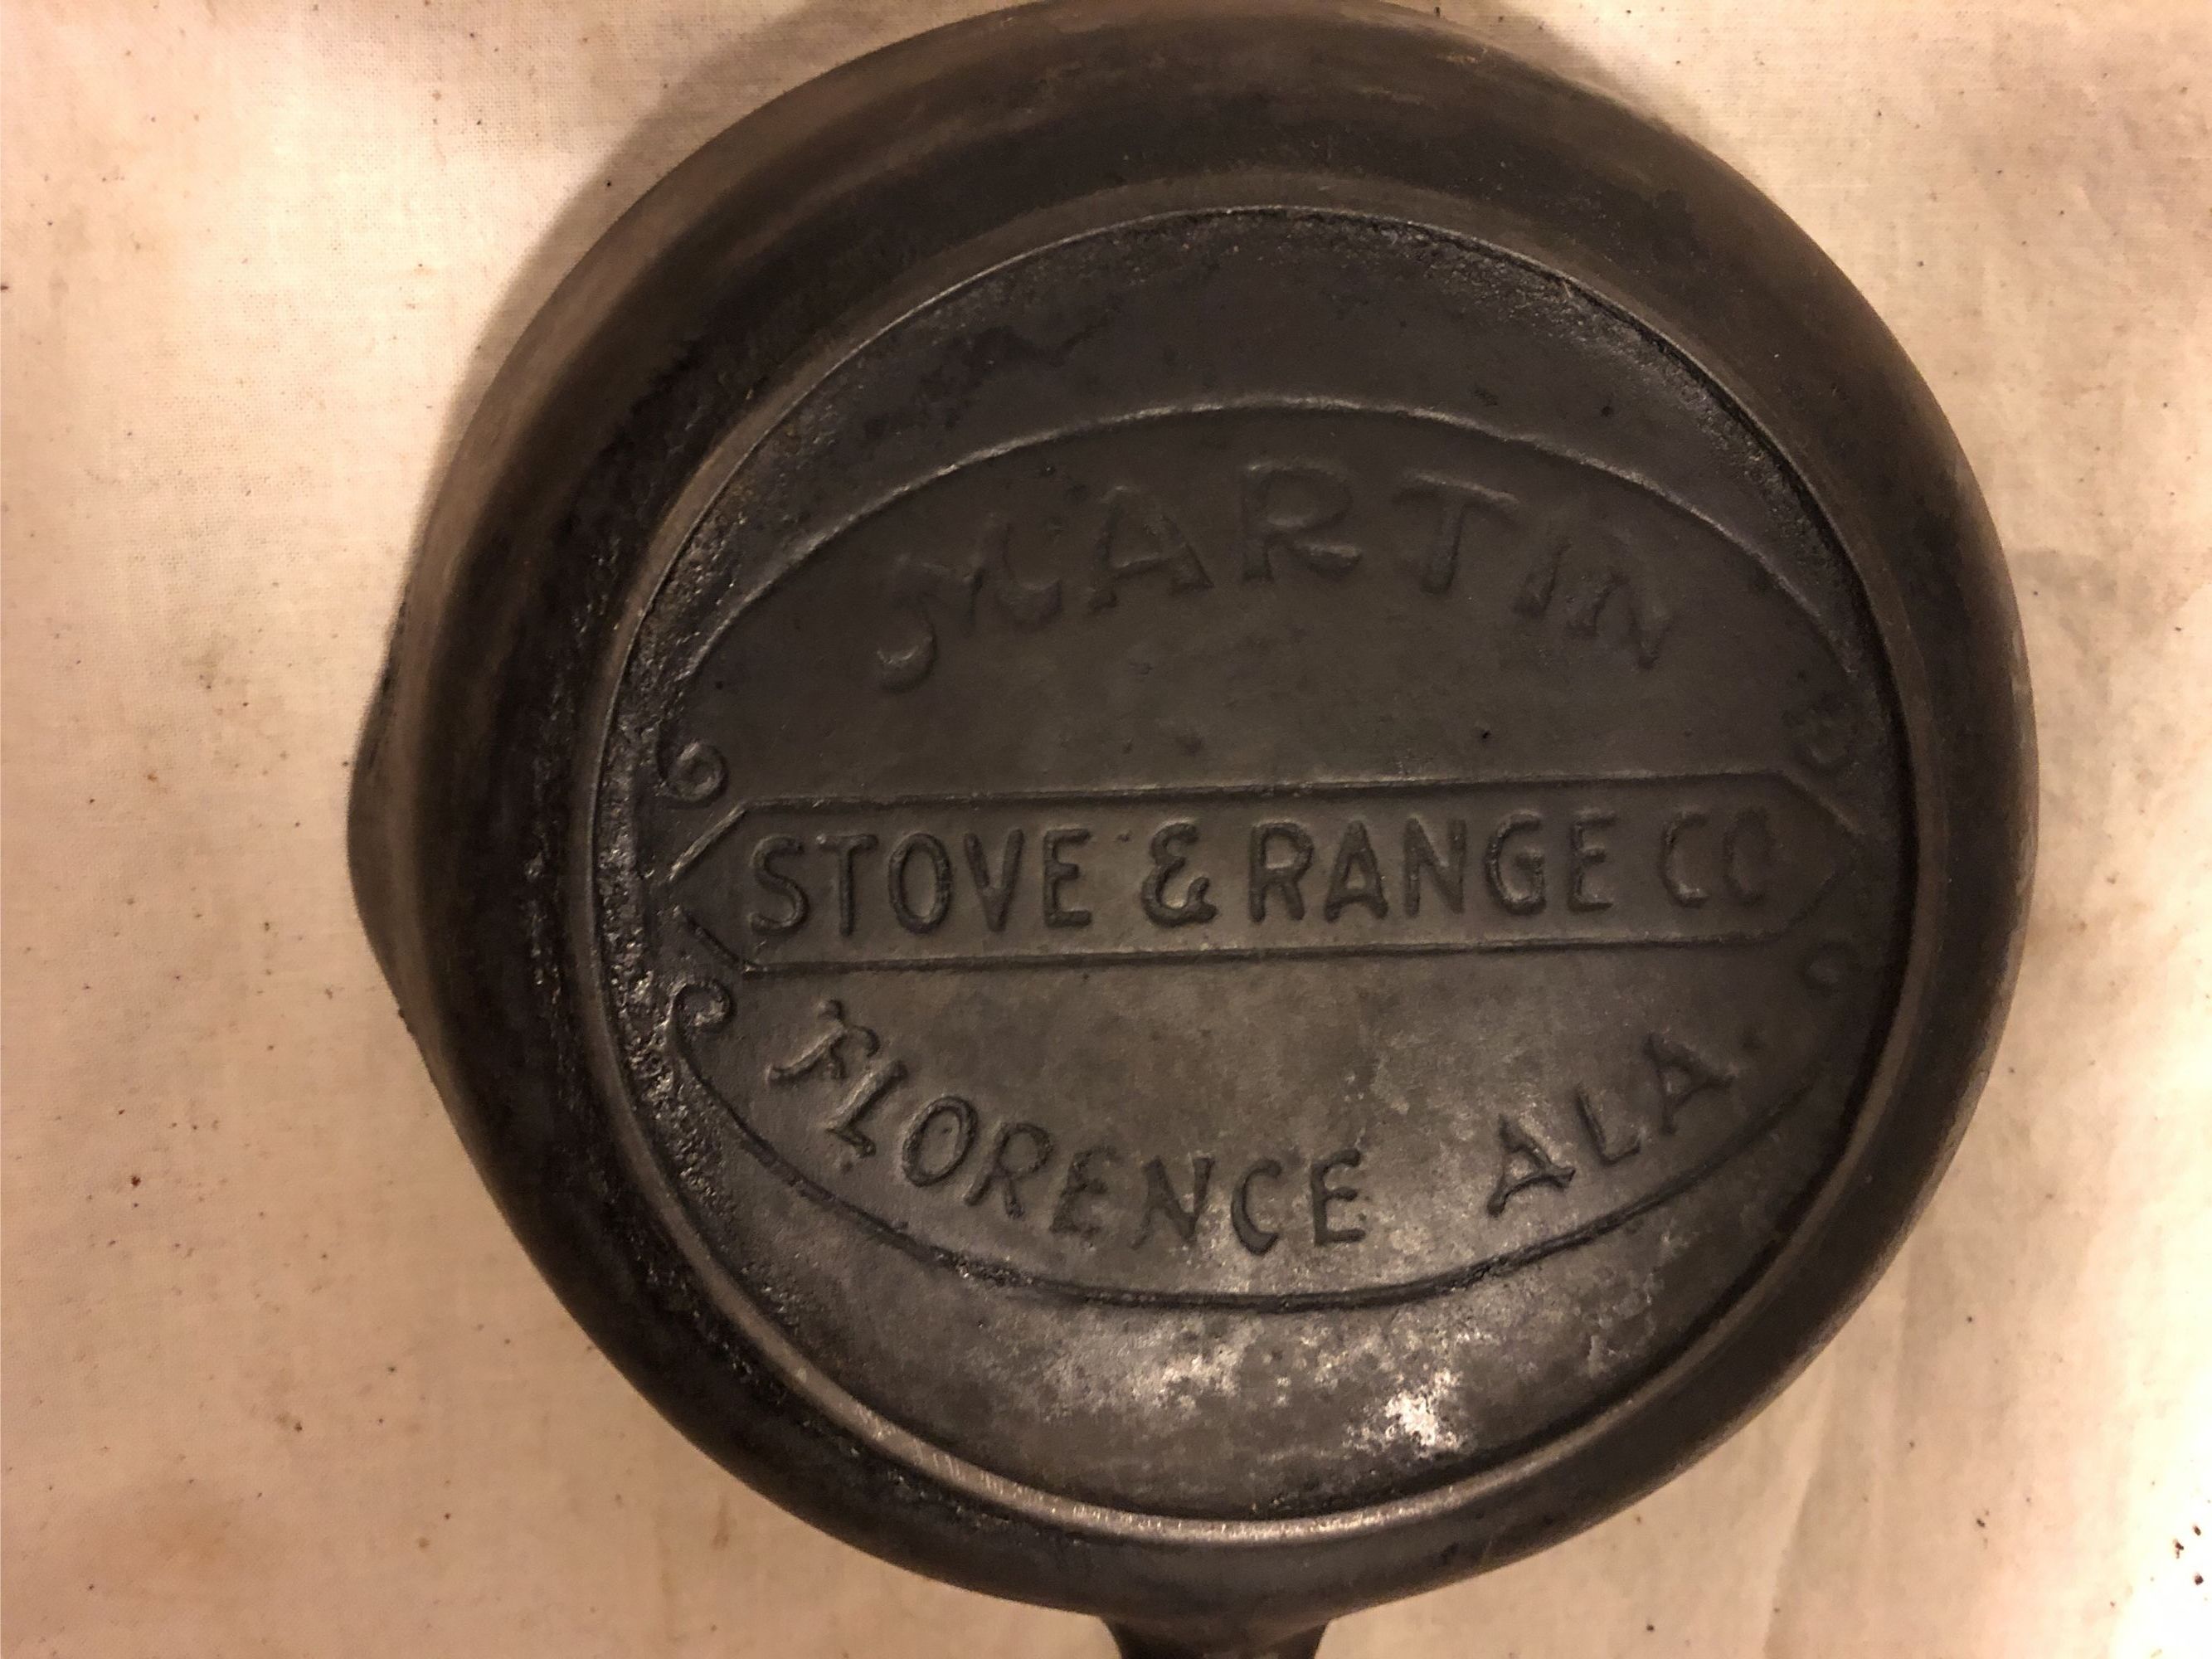 MARTIN
STOVE & RANGE CO
FLORENCE ALA.